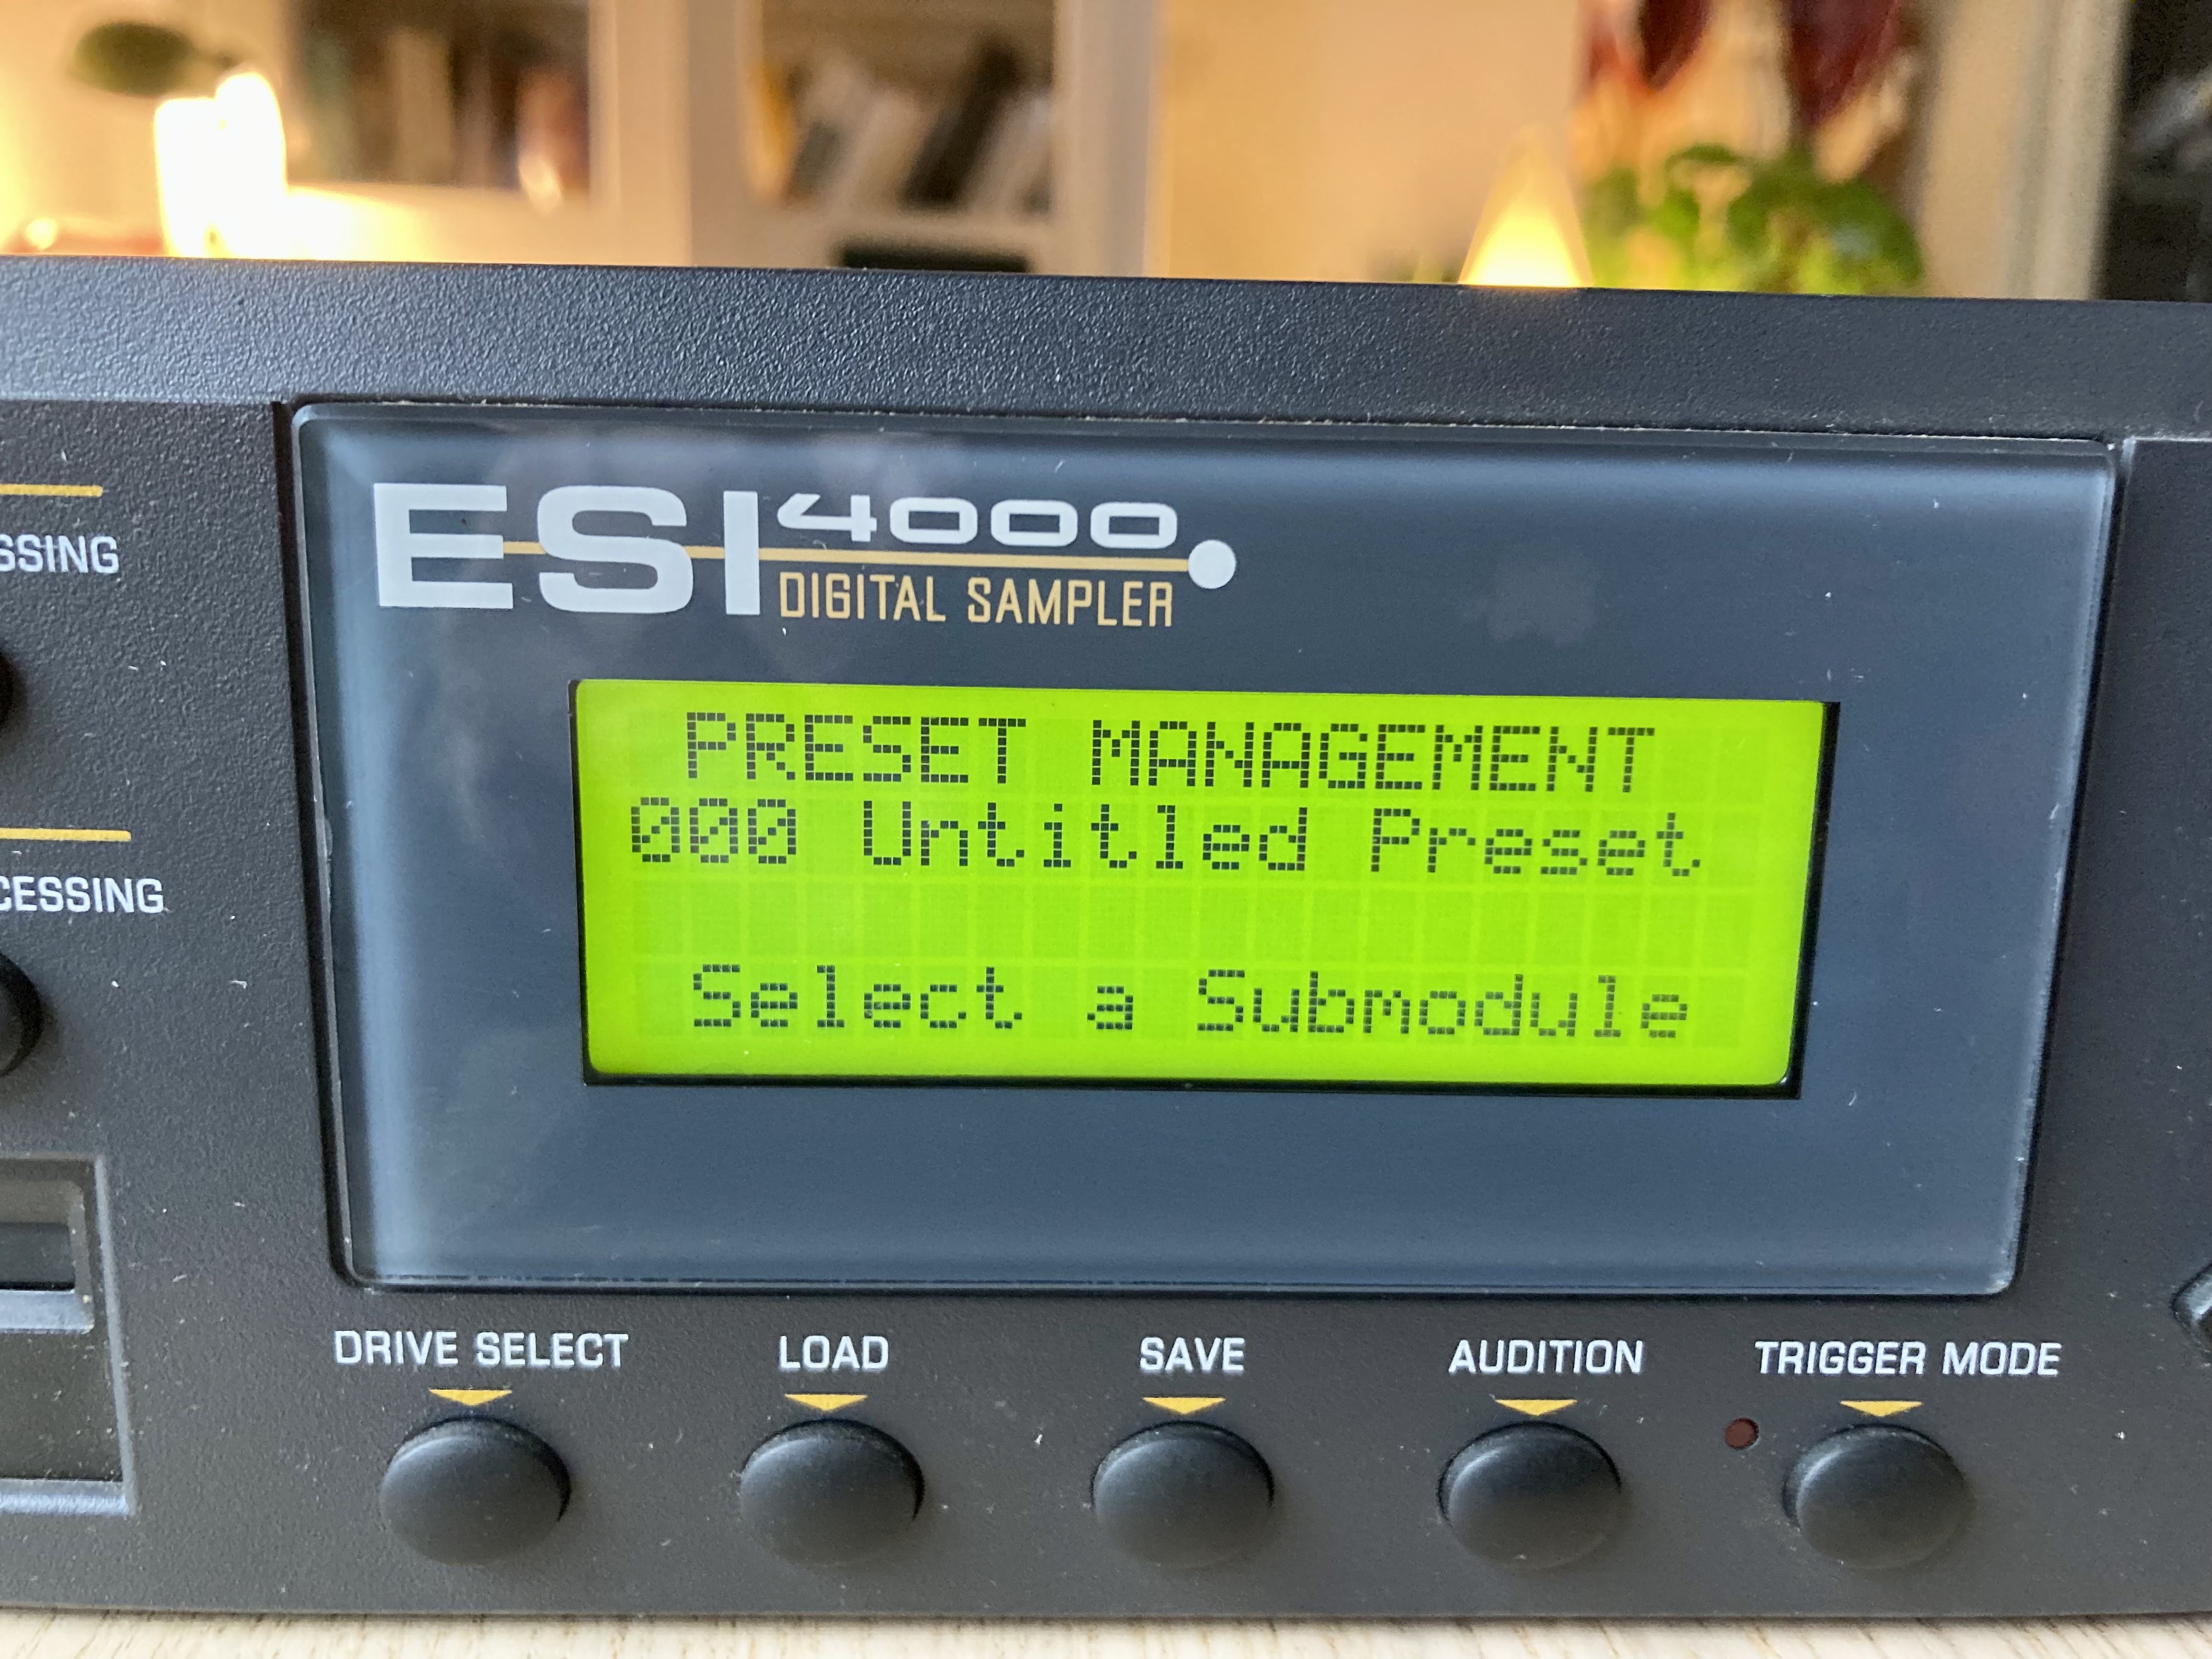 SSING
CESSING
ESI 4000
DIGITAL SAMPLER
PRESET MANAGEMENT
000 Untitled Preset
Select a Submodule
DRIVE SELECT
LOAD
SAVE
AUDITION
TRIGGER MODE